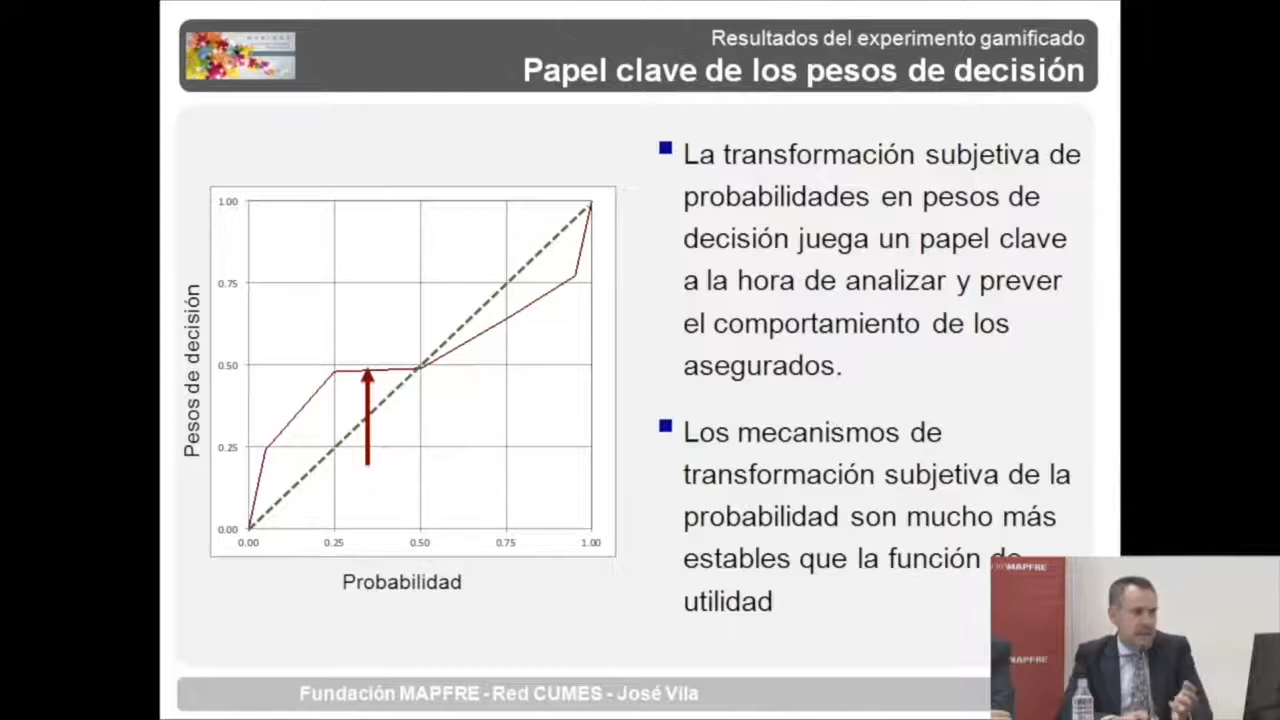 Resultados del experimento gamificado
Papel clave de los pesos de decisión
La transformación subjetiva de
probabilidades en pesos de
decisión juega un papel clave
a la hora de analizar y prever
el comportamiento de los
asegurados.
Los mecanismos de
transformación subjetiva de la
probabilidad son mucho más
estables que la función de
utilidad
Pesos de decisión
1.00
0.75
0.50
0.25
0.00
0.00 0.25 0.50 0.75 1.00
Probabilidad
MAPFRE
MAPFRE
Fundación MAPFRE - Red CUMES - José Vila